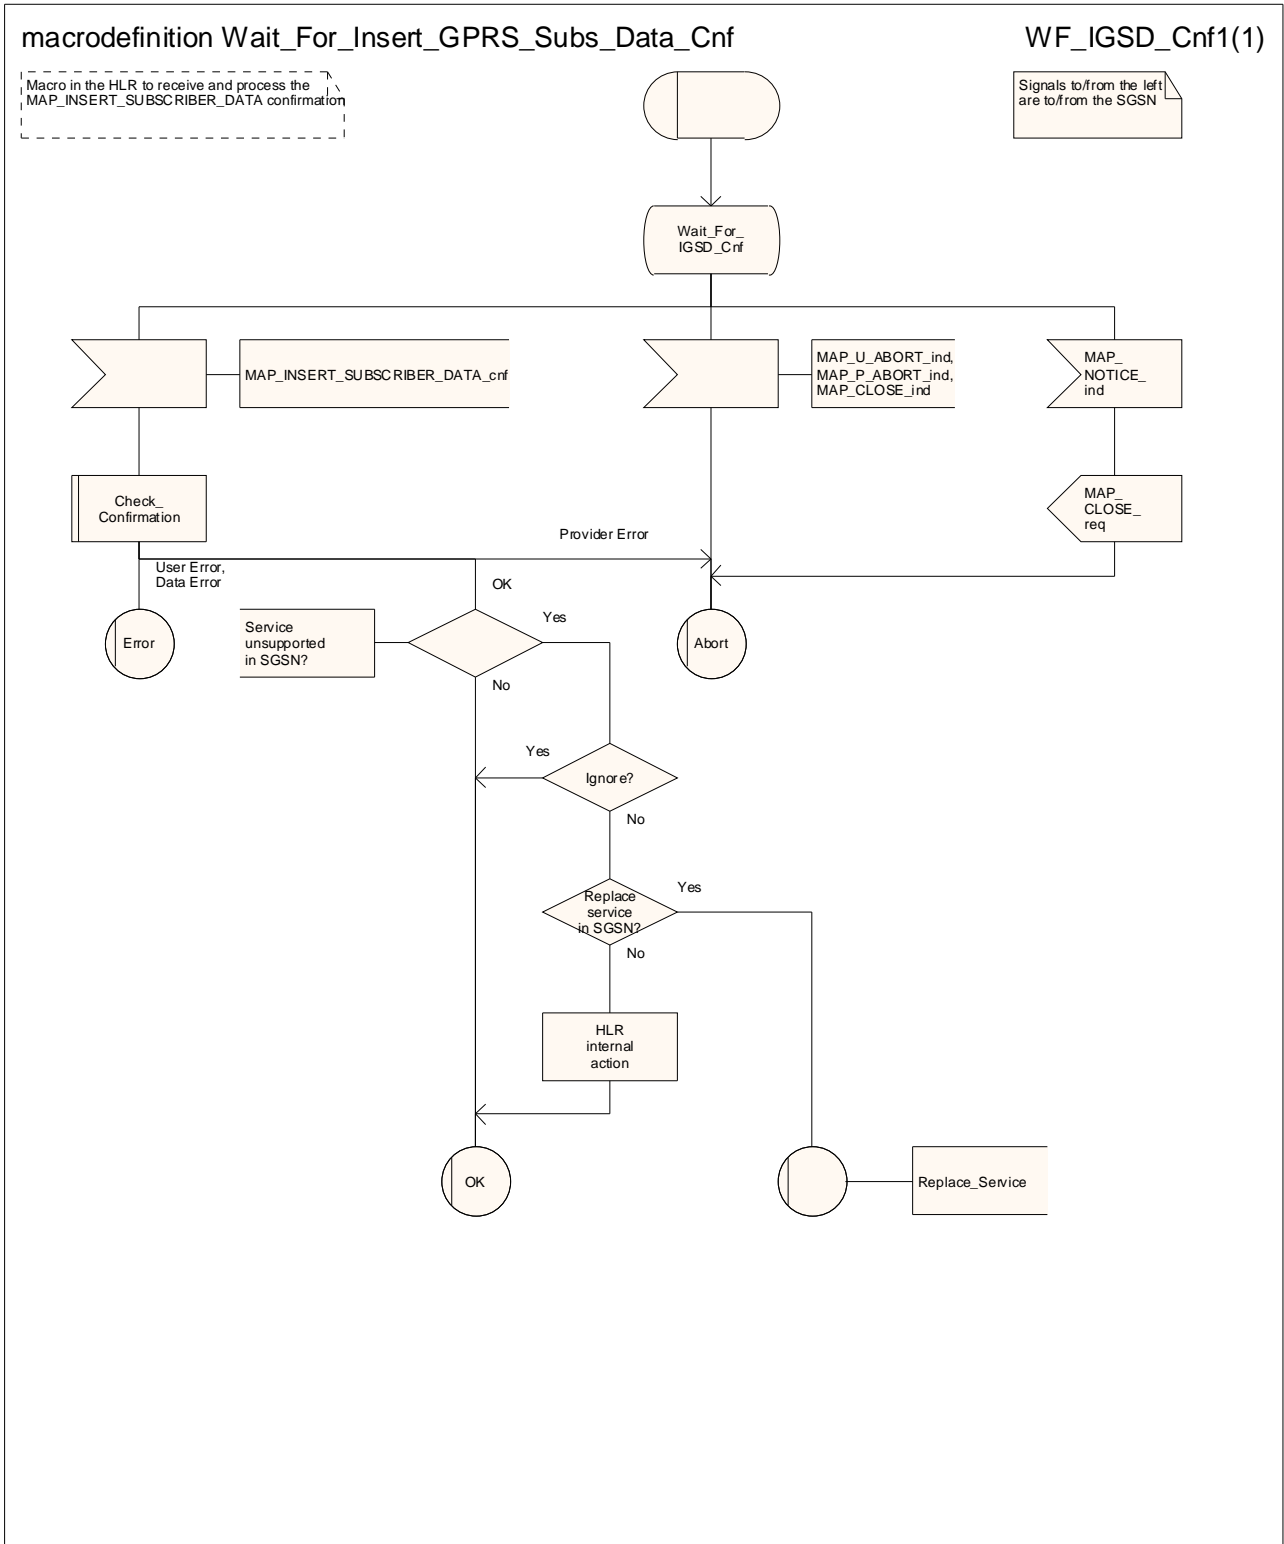 macrodefinition Wait_For_Insert_GPRS_Subs_Data_Cnf
WF_IGSD_Cnf1(1)
Macro in the HLR to receive and process the
MAP_INSERT_SUBSCRIBER_DATA confirmation
Signals to/from the left
are to/from the SGSN
Wait_For_
IGSD_Cnf
MAP_INSERT_SUBSCRIBER_DATA_cnf
MAP_U_ABORT_ind,
MAP_P_ABORT_ind,
MAP_CLOSE_ind
MAP_
NOTICE_
ind
Check_
Confirmation
MAP_
CLOSE_
req
Provider Error
User Error,
Data Error
OK
Error
Service
unsupported
in SGSN?
Yes
Abort
No
Yes
Ignore?
No
Replace
service
in SGSN?
Yes
No
HLR
internal
action
OK
Replace_Service